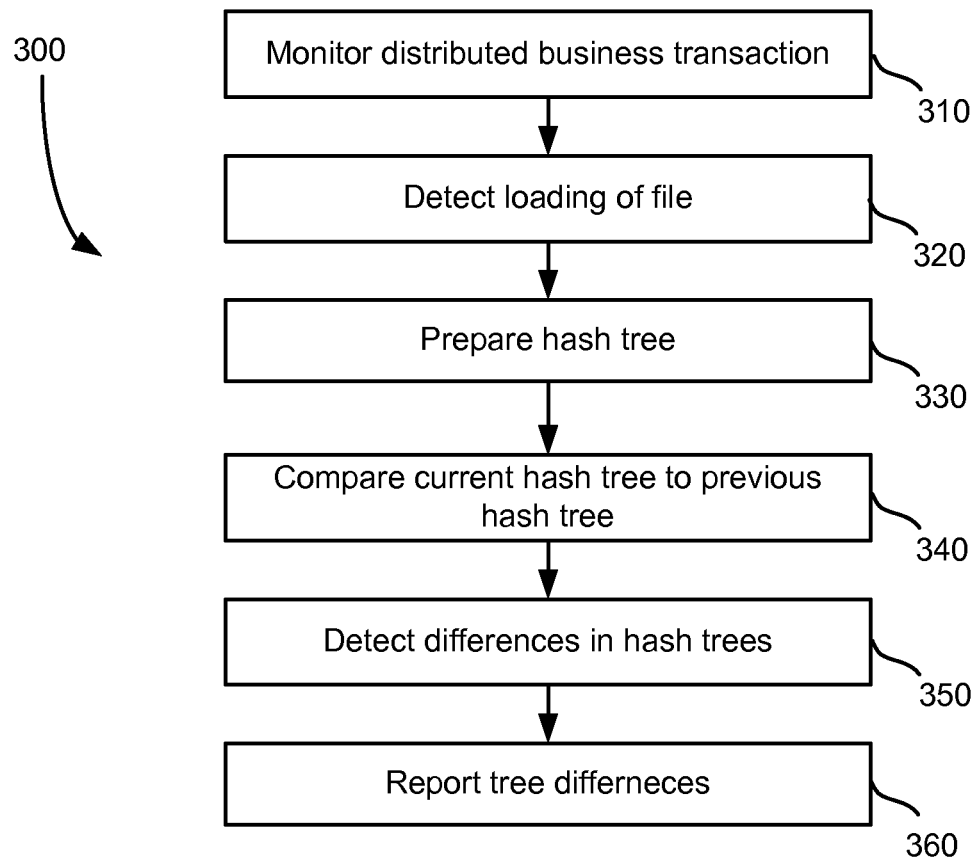 300
Monitor distributed business transaction
310
Detect loading of file
320
Prepare hash tree
330
Compare current hash tree to previous
hash tree
340
Detect differences in hash trees
350
Report tree differneces
360